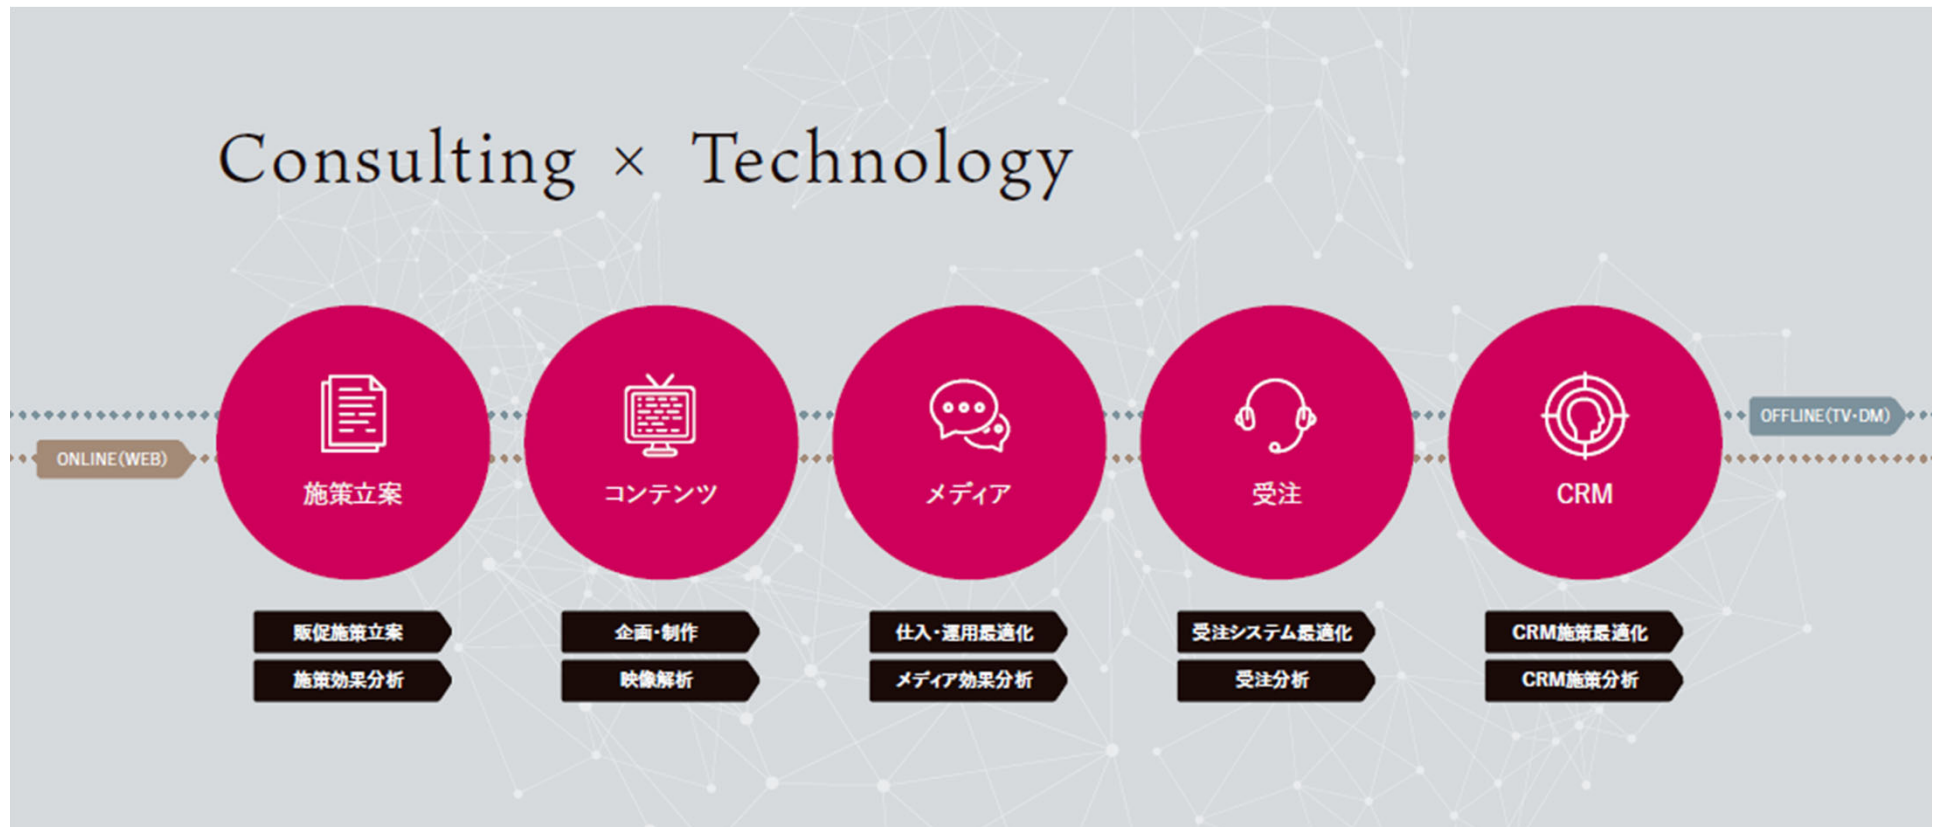 Consulting × Technology
OFFLINE(TV・DM)
ONLINE(WEB)
施策立案
コンテンツ
メディア
受注
CRM
販促施策立案
企画・制作
仕入・運用最適化
受注システム最適化
CRM施策最適化
施策効果分析
映像解析
メディア効果分析
受注分析
CRM施策分析